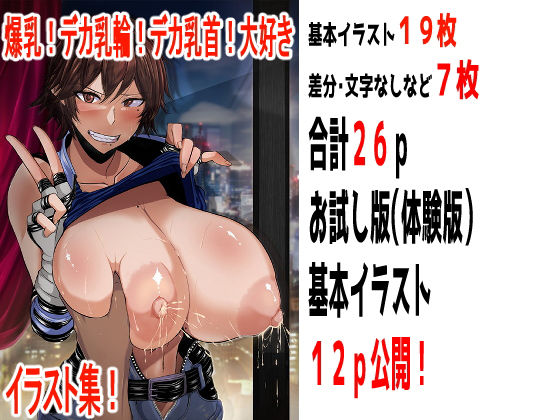 爆乳！デカ乳輪！デカ乳首！大好き
イラスト集！
基本イラスト１９枚
差分・文字なしなど７枚
合計２６p
お試し版(体験版)
基本イラスト
１２p公開！